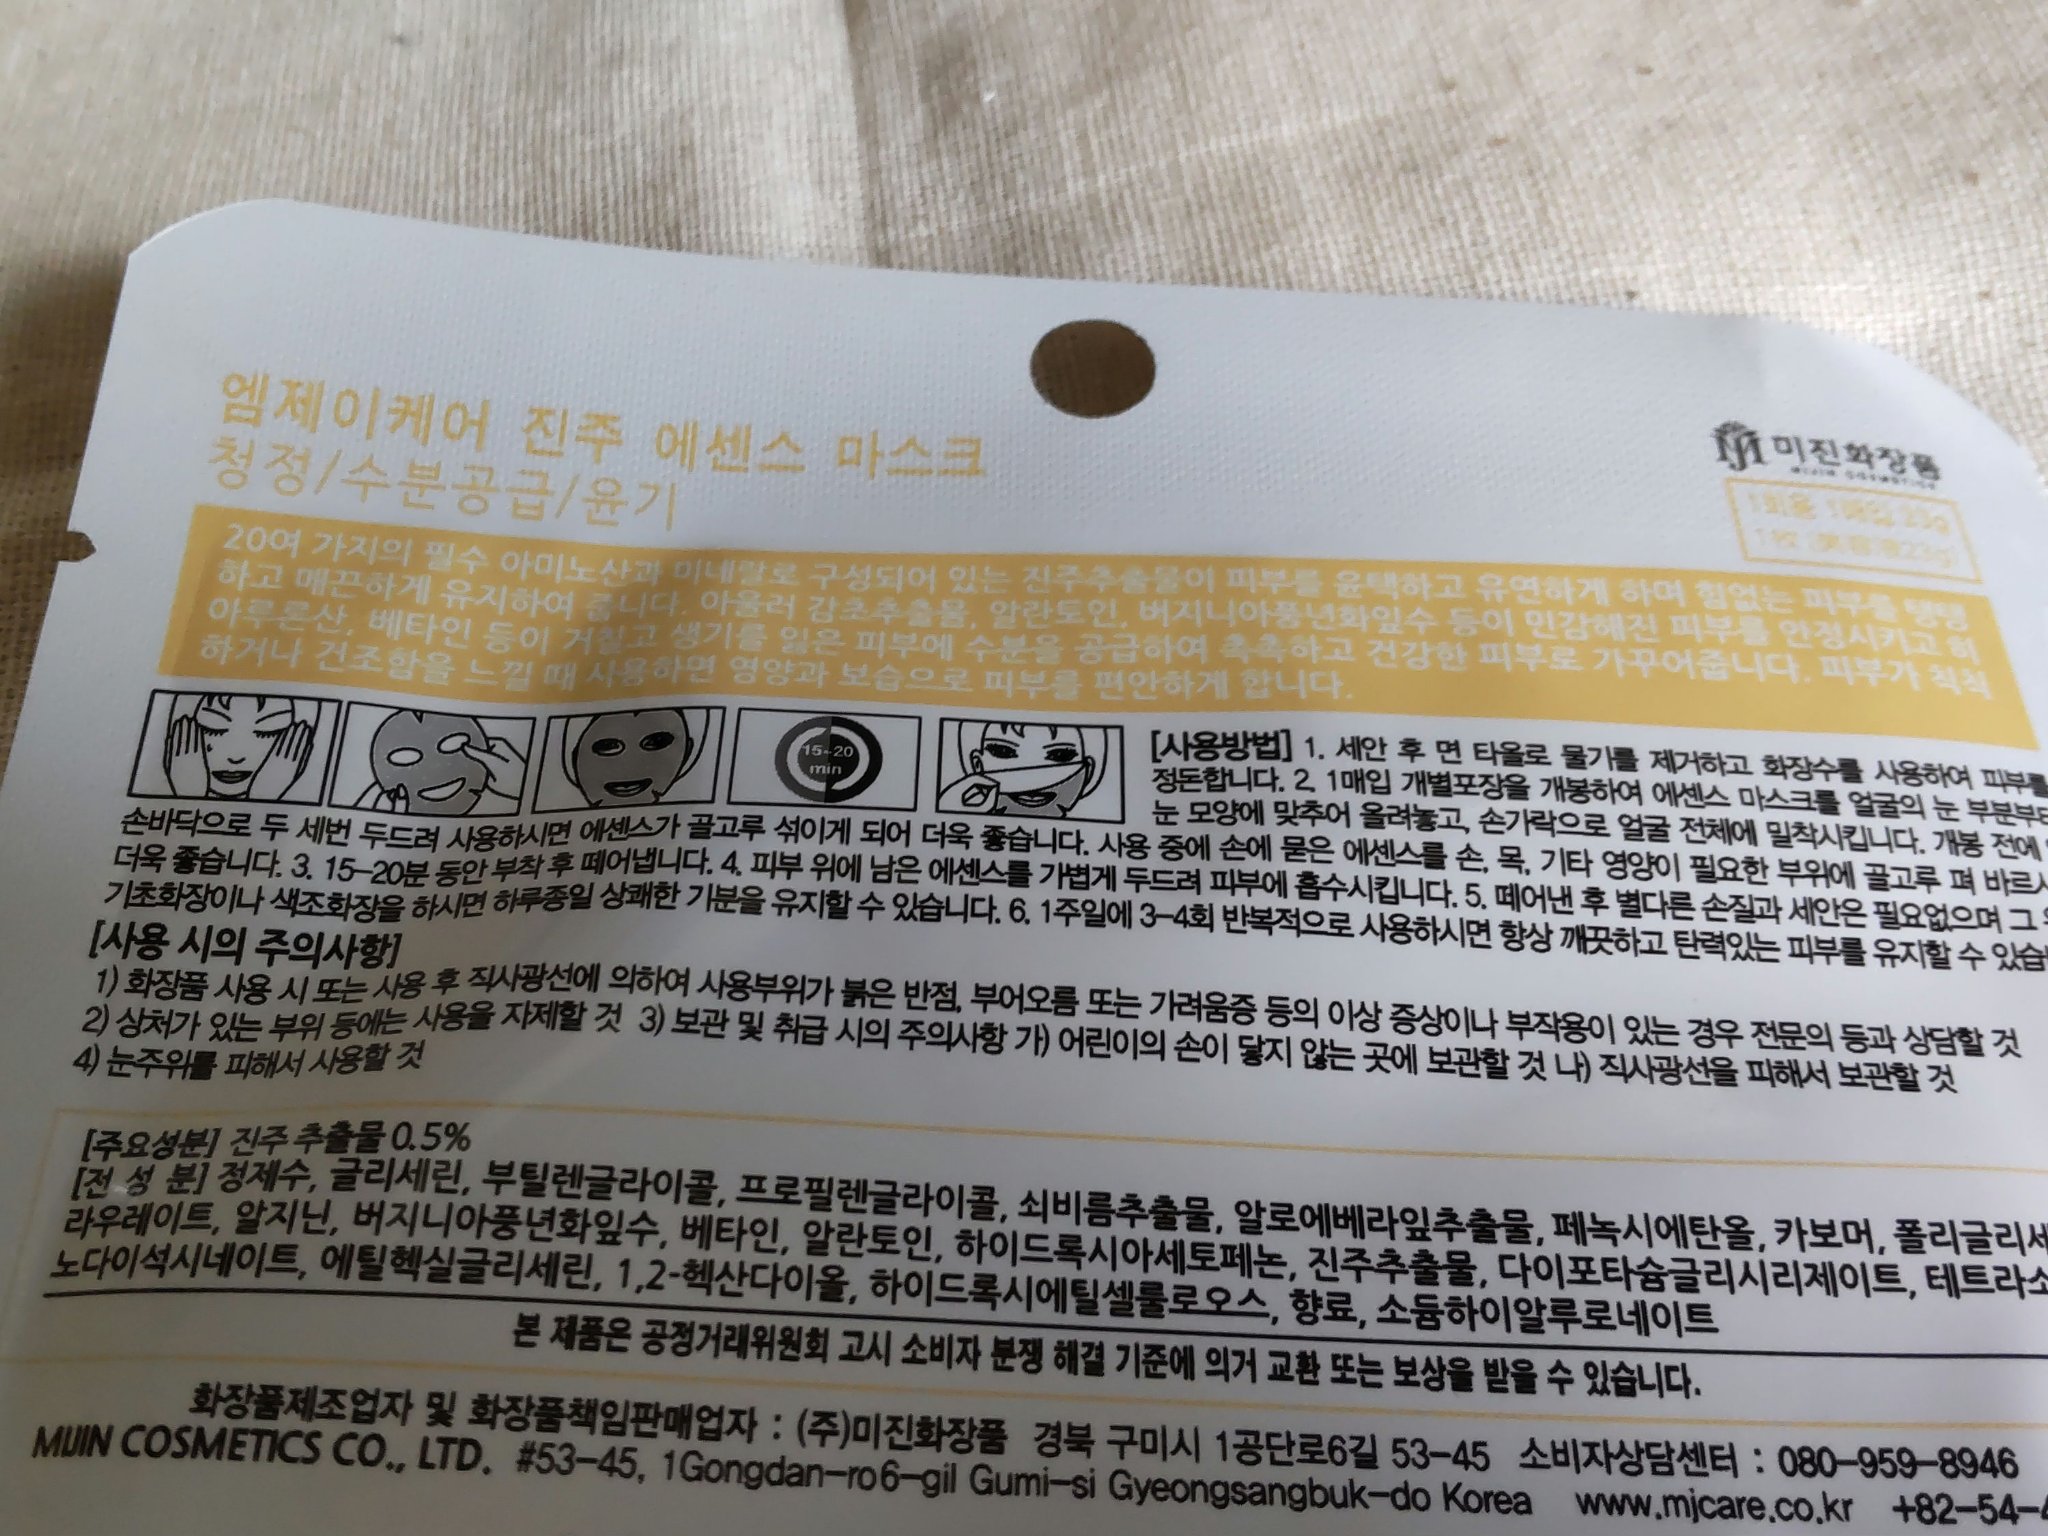 엠제이케어 진주 에센스 마스크
청정/수분공급/윤기
미진화장품
MIJIN COSMETICS
1회용 1매입 23g
20여 가지의 필수 아미노산과 미네랄로 구성되어 있는 진주추출물이 피부를 윤택하고 유연하게 하며 힘없는 피부를 탱탱
하고 매끈하게 유지하여 줍니다. 아울러 감초추출물, 알란토인, 버지니아풍년화잎수 등이 민감해진 피부를 안정시키고 히
아루론산, 베타인 등이 거칠고 생기를 잃은 피부에 수분을 공급하여 촉촉하고 건강한 피부로 가꾸어줍니다. 피부가 칙칙
하거나 건조함을 느낄 때 사용하면 영양과 보습으로 피부를 편안하게 합니다.
15~20
min
[사용방법] 1. 세안 후 면 타올로 물기를 제거하고 화장수를 사용하여 피부를
정돈합니다. 2. 1매입 개별포장을 개봉하여 에센스 마스크를 얼굴의 눈 부분부터
눈 모양에 맞추어 올려놓고, 손가락으로 얼굴 전체에 밀착시킵니다. 개봉 전에
손바닥으로 두 세번 두드려 사용하시면 에센스가 골고루 섞이게 되어 더욱 좋습니다. 사용 중에 손에 묻은 에센스를 손, 목, 기타 영양이 필요한 부위에 골고루 펴 바르시
더욱 좋습니다. 3. 15-20분 동안 부착 후 떼어냅니다. 4. 피부 위에 남은 에센스를 가볍게 두드려 피부에 흡수시킵니다. 5. 떼어낸 후 별다른 손질과 세안은 필요없으며 그
기초화장이나 색조화장을 하시면 하루종일 상쾌한 기분을 유지할 수 있습니다. 6. 1주일에 3-4회 반복적으로 사용하시면 항상 깨끗하고 탄력있는 피부를 유지할 수 있습
[사용 시의 주의사항]
1) 화장품 사용 시 또는 사용 후 직사광선에 의하여 사용부위가 붉은 반점, 부어오름 또는 가려움증 등의 이상 증상이나 부작용이 있는 경우 전문의 등과 상담할 것
2) 상처가 있는 부위 등에는 사용을 자제할 것 3) 보관 및 취급 시의 주의사항 가) 어린이의 손이 닿지 않는 곳에 보관할 것 나) 직사광선을 피해서 보관할 것
4) 눈주위를 피해서 사용할 것
[주요성분] 진주 추출물 0.5%
[전 성 분] 정제수, 글리세린, 부틸렌글라이콜, 프로필렌글라이콜, 쇠비름추출물, 알로에베라잎추출물, 페녹시에탄올, 카보머, 폴리글리세
라우레이트, 알지닌, 버지니아풍년화잎수, 베타인, 알란토인, 하이드록시아세토페논, 진주추출물, 다이포타슘글리시리제이트, 테트라소
노다이석시네이트, 에틸헥실글리세린, 1,2-헥산다이올, 하이드록시에틸셀룰로오스, 향료, 소듐하이알루로네이트
본 제품은 공정거래위원회 고시 소비자 분쟁 해결 기준에 의거 교환 또는 보상을 받을 수 있습니다.
화장품제조업자 및 화장품책임판매업자 : (주)미진화장품 경북 구미시 1공단로6길 53-45 소비자상담센터 : 080-959-8946
MIJIN COSMETICS CO., LTD. #53-45, 1Gongdan-ro6-gil Gumi-si Gyeongsangbuk-do Korea www.mjcare.co.kr +82-54-4